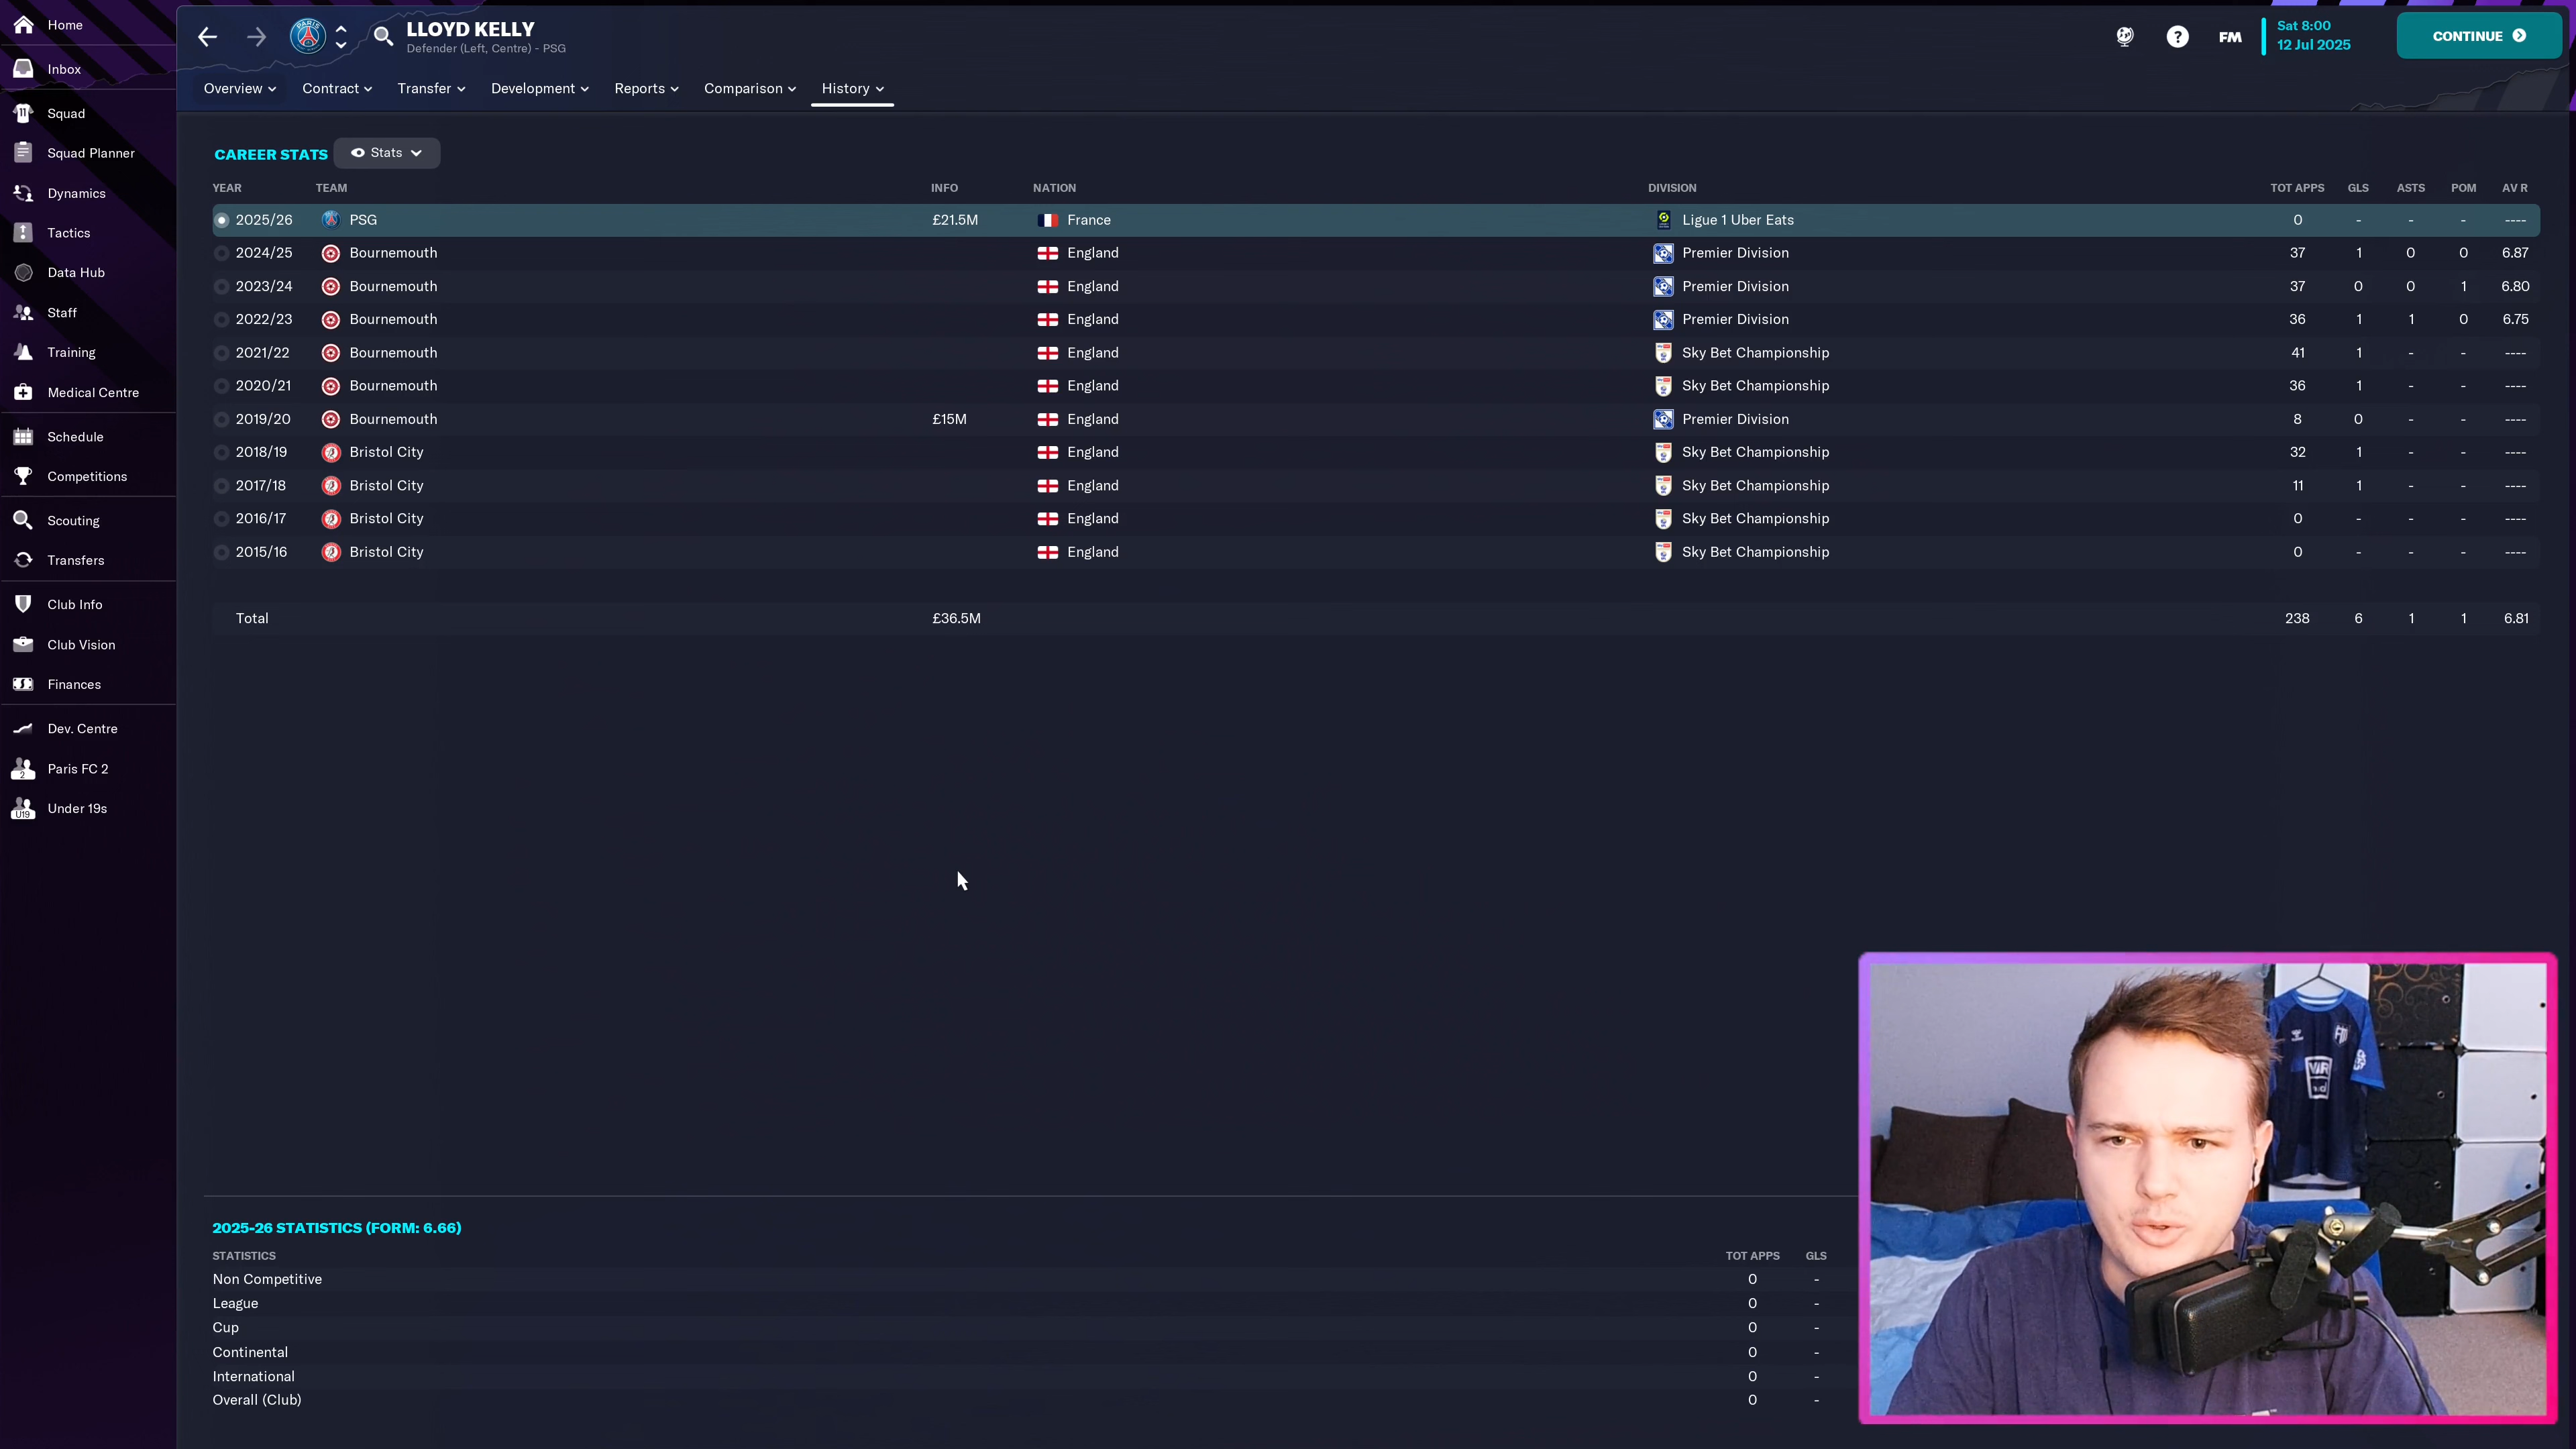 Home
Inbox
Squad
Squad Planner
Dynamics
Tactics
Data Hub
Staff
Training
Medical Centre
Schedule
Competitions
Scouting
Transfers
Club Info
Club Vision
Finances
Dev. Centre
2 Paris FC 2
U19 Under 19s
LLOYD KELLY
Defender (Left, Centre) - PSG
? FM Sat 8:00
12 Jul 2025
CONTINUE
Overview Contract Transfer Development Reports Comparison History
CAREER STATS Stats
YEAR TEAM INFO NATION DIVISION TOT APPS GLS ASTS POM AV R
2025/26 PSG £21.5M France Ligue 1 Uber Eats 0 - - - ----
2024/25 Bournemouth England Premier Division 37 1 0 0 6.87
2023/24 Bournemouth England Premier Division 37 0 0 1 6.80
2022/23 Bournemouth England Premier Division 36 1 1 0 6.75
2021/22 Bournemouth England Sky Bet Championship 41 1 - - ----
2020/21 Bournemouth England Sky Bet Championship 36 1 - - ----
2019/20 Bournemouth £15M England Premier Division 8 0 - - ----
2018/19 Bristol City England Sky Bet Championship 32 1 - - ----
2017/18 Bristol City England Sky Bet Championship 11 1 - - ----
2016/17 Bristol City England Sky Bet Championship 0 - - - ----
2015/16 Bristol City England Sky Bet Championship 0 - - - ----
Total £36.5M 238 6 1 1 6.81
2025-26 STATISTICS (FORM: 6.66)
STATISTICS TOT APPS GLS
Non Competitive 0 -
League 0 -
Cup 0 -
Continental 0 -
International 0 -
Overall (Club) 0 -